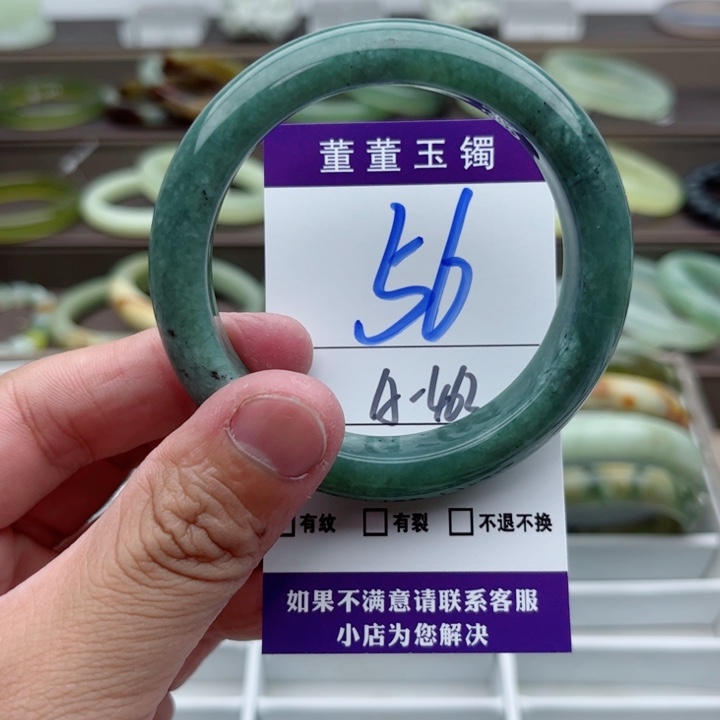 董董玉镯
56
A-462
有纹 有裂 不退不换
如果不满意请联系客服
小店为您解决